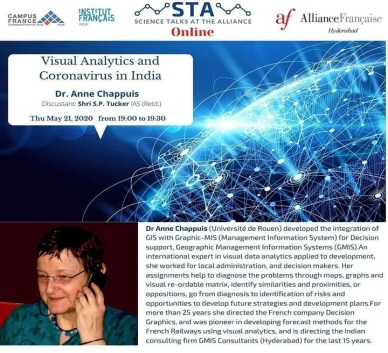 CAMPUS
FRANCE
INSTITUT
FRANÇAIS
INDIA
STA
SCIENCE TALKS AT THE ALLIANCE
Online
af AllianceFrançaise
Hyderabad
Visual Analytics and
Coronavirus in India
Dr. Anne Chappuis
Discussant: Shri S.P. Tucker IAS (Retd.)
Thu May 21, 2020 from 19:00 to 19:30
Dr Anne Chappuis (Université de Rouen) developed the integration of
GIS with Graphic-MIS (Management Information System) for Decision
support, Geographic Management Information Systems (GMIS).An
international expert in visual data analytics applied to development,
she worked for local administration, and decision makers. Her
assignments help to diagnose the problems through maps, graphs and
visual re-ordable matrix, identify similarities and proximities, or
oppositions, go from diagnosis to identification of risks and
opportunities to develop future strategies and development plans.For
more than 25 years she directed the French company Decision
Graphics, and was pioneer in developing forecast methods for the
French Railways using visual analytics, and is directing the Indian
consulting firm GMIS Consultants (Hyderabad) for the last 15 years.